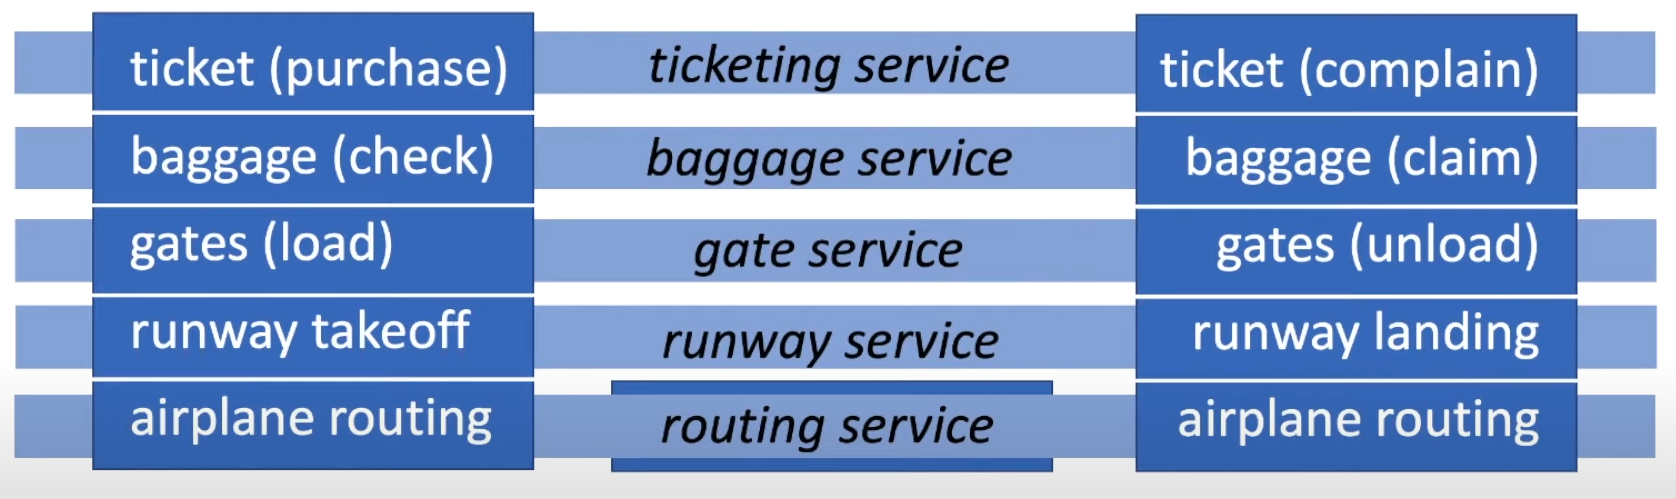 ticket (purchase) ticketing service ticket (complain)
baggage (check) baggage service baggage (claim)
gates (load) gate service gates (unload)
runway takeoff runway service runway landing
airplane routing routing service airplane routing